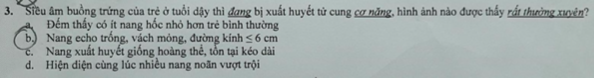 3. Siêu âm buồng trứng của trẻ ở tuổi dậy thì đang bị xuất huyết tử cung cơ năng, hình ảnh nào được thấy rất thường xuyên?
a. Đếm thấy có ít nang hốc nhỏ hơn trẻ bình thường
b. Nang echo trống, vách mỏng, đường kính ≤ 6 cm
c. Nang xuất huyết giống hoàng thể, tồn tại kéo dài
d. Hiện diện cùng lúc nhiều nang noãn vượt trội